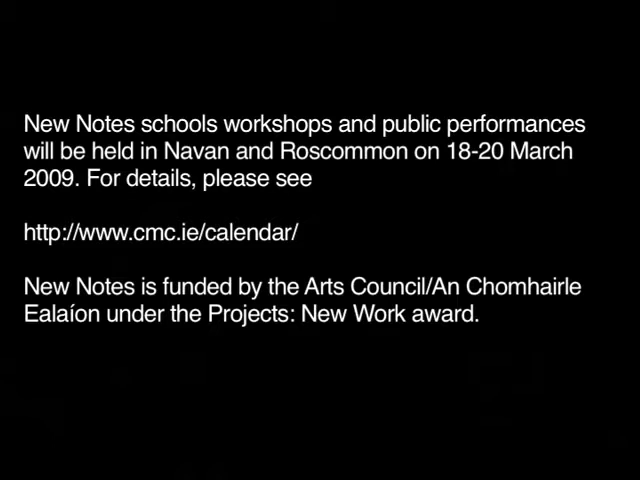 New Notes schools workshops and public performances
will be held in Navan and Roscommon on 18-20 March
2009. For details, please see
http://www.cmc.ie/calendar/
New Notes is funded by the Arts Council/An Chomhairle
Ealaíon under the Projects: New Work award.